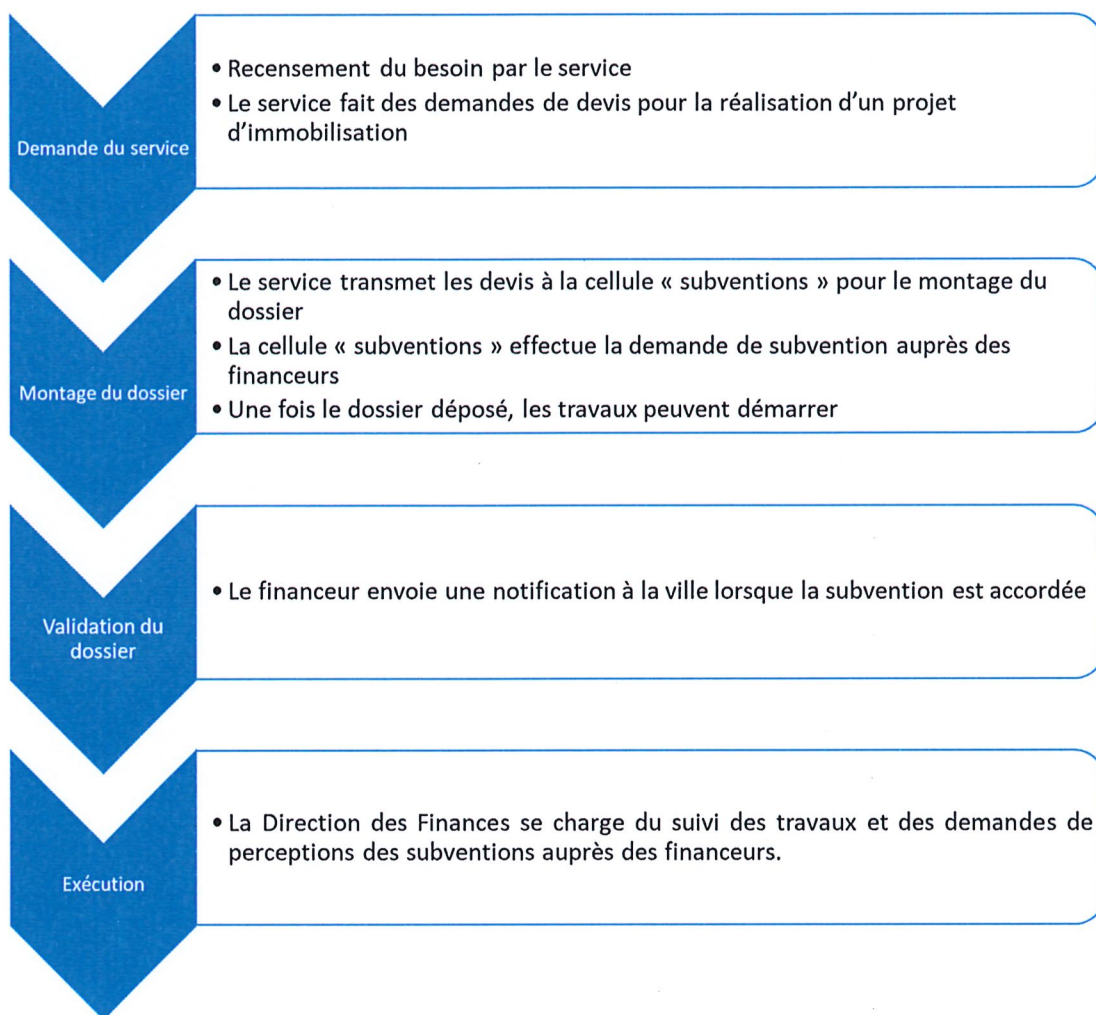 Demande du service
• Recensement du besoin par le service
• Le service fait des demandes de devis pour la réalisation d’un projet
d’immobilisation
Montage du dossier
• Le service transmet les devis à la cellule « subventions » pour le montage du
dossier
• La cellule « subventions » effectue la demande de subvention auprès des
financeurs
• Une fois le dossier déposé, les travaux peuvent démarrer
Validation du
dossier
• Le financeur envoie une notification à la ville lorsque la subvention est accordée
Exécution
• La Direction des Finances se charge du suivi des travaux et des demandes de
perceptions des subventions auprès des financeurs.